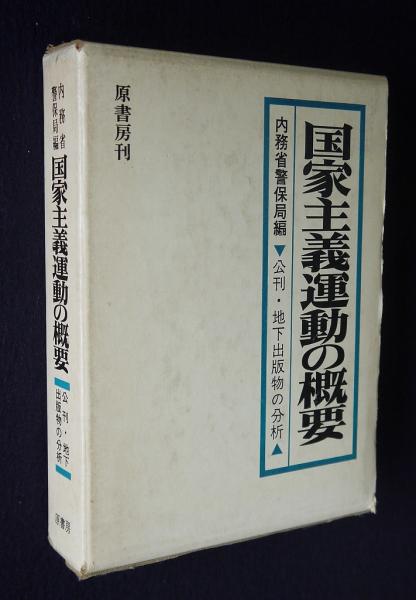 国家主義運動の概要
内務省警保局編▼公刊・地下出版物の分析▲
原書房刊
内務省
警保局編
国家主義運動の概要
公刊・地下
出版物の分析
原書房